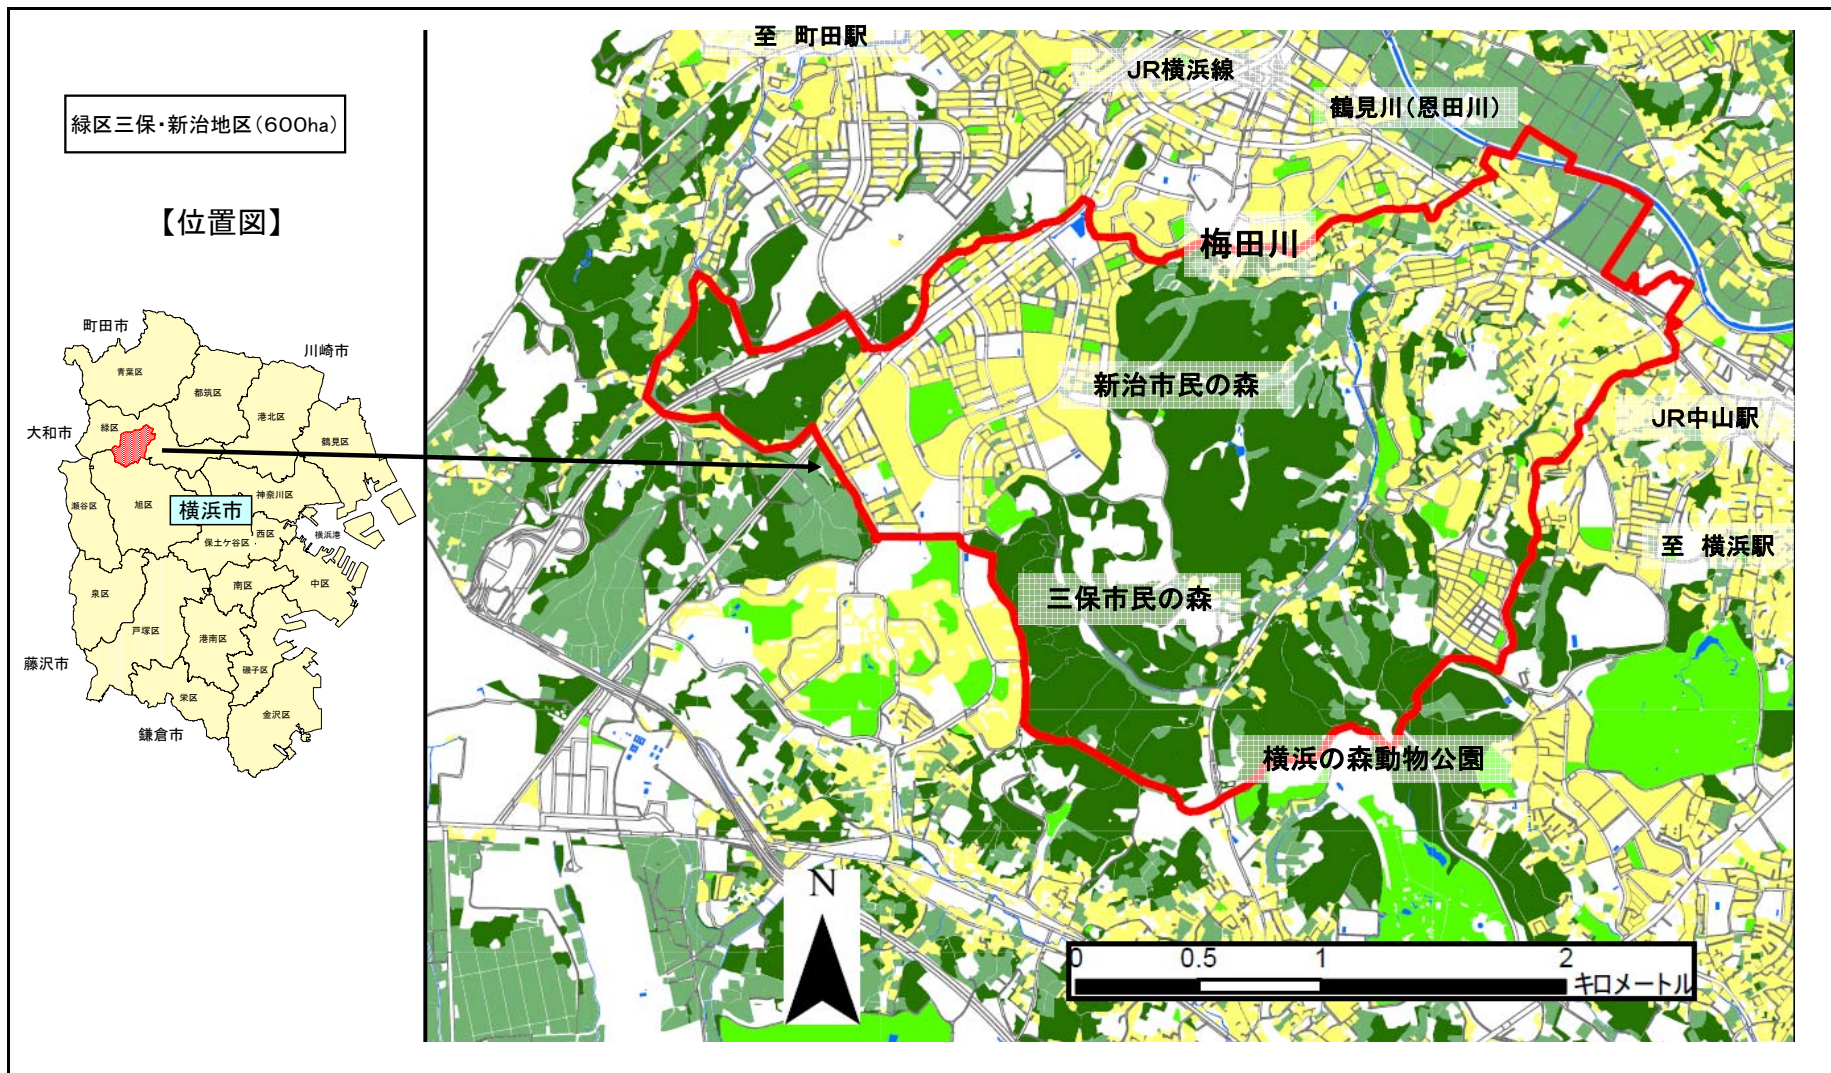 緑区三保・新治地区（600ha）
【位置図】
町田市
川崎市
青葉区
都筑区
港北区
緑区
鶴見区
大和市
瀬谷区
旭区
横浜市
神奈川区
西区
保土ケ谷区
横浜港
泉区
南区
中区
戸塚区
港南区
藤沢市
磯子区
栄区
金沢区
鎌倉市
至 町田駅
JR横浜線
鶴見川（恩田川）
梅田川
新治市民の森
JR中山駅
至 横浜駅
三保市民の森
横浜の森動物公園
N
0 0.5 1 2
キロメートル